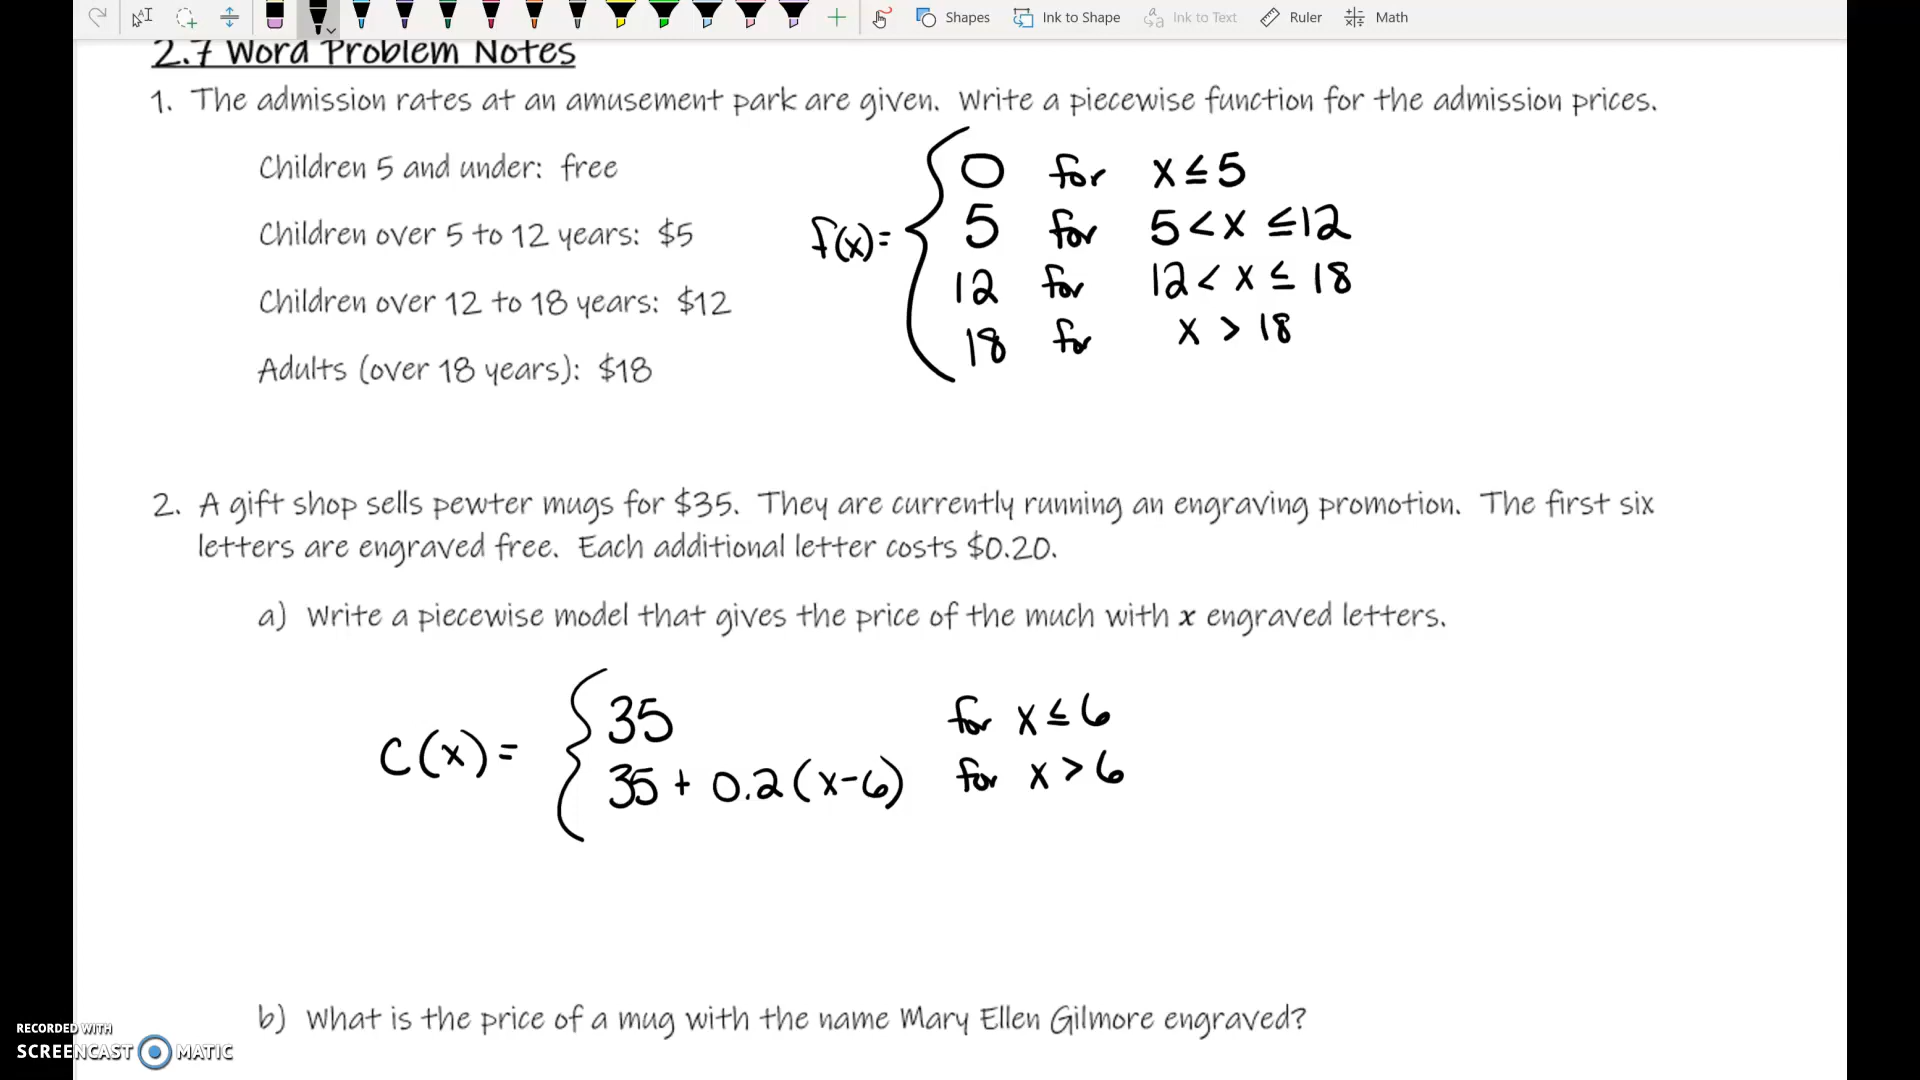 Shapes Ink to Shape Ink to Text Ruler Math
2.7 Word Problem Notes
1. The admission rates at an amusement park are given. Write a piecewise function for the admission prices.
Children 5 and under: free
Children over 5 to 12 years: $5
Children over 12 to 18 years: $12
Adults (over 18 years): $18
f(x)=
0 for x≤5
5 for 5<x ≤12
12 for 12< x ≤ 18
18 for x > 18
2. A gift shop sells pewter mugs for $35. They are currently running an engraving promotion. The first six
letters are engraved free. Each additional letter costs $0.20.
a) Write a piecewise model that gives the price of the much with x engraved letters.
C(x)=
35 for x≤6
35 + 0.2(x-6) for x>6
b) What is the price of a mug with the name Mary Ellen Gilmore engraved?
RECORDED WITH
SCREENCAST MATIC